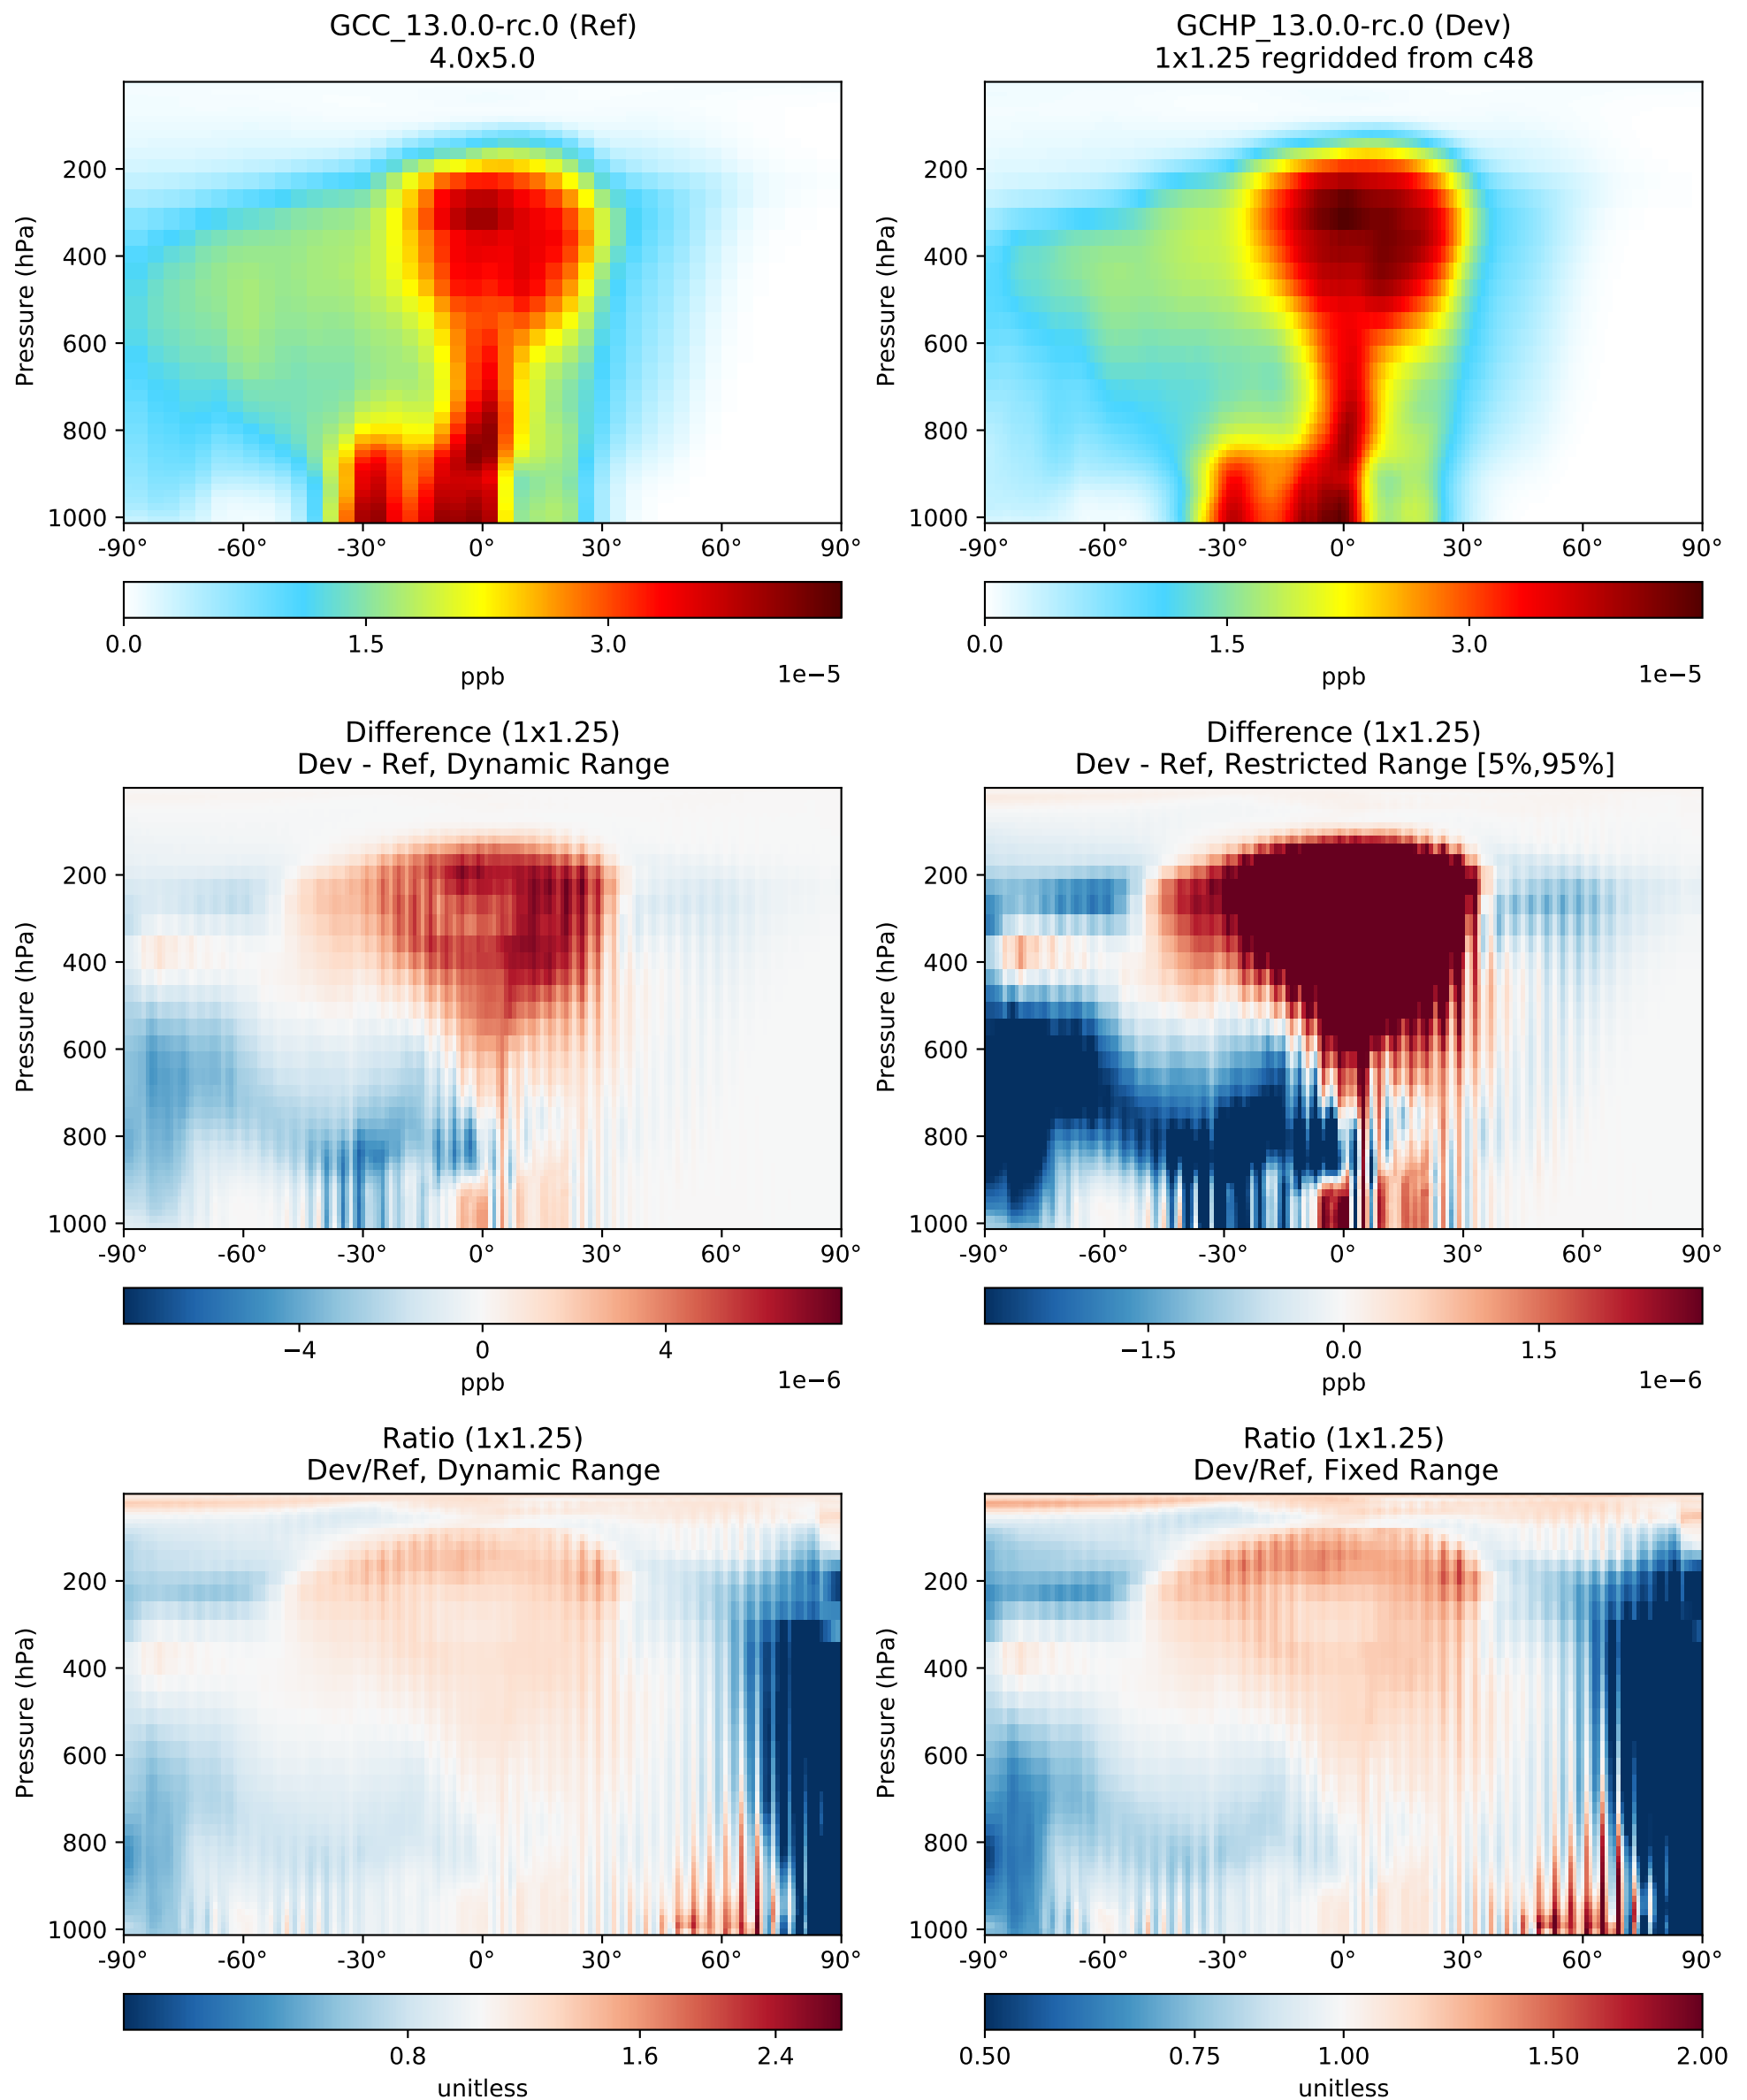 GCC_13.0.0-rc.0 (Ref)
4.0x5.0
Pressure (hPa)
200
400
600
800
1000
-90° -60° -30° 0° 30° 60° 90°
0.0 1.5 3.0
ppb 1e−5
GCHP_13.0.0-rc.0 (Dev)
1x1.25 regridded from c48
Pressure (hPa)
200
400
600
800
1000
-90° -60° -30° 0° 30° 60° 90°
0.0 1.5 3.0
ppb 1e−5
Difference (1x1.25)
Dev - Ref, Dynamic Range
Pressure (hPa)
200
400
600
800
1000
-90° -60° -30° 0° 30° 60° 90°
−4 0 4
ppb 1e−6
Difference (1x1.25)
Dev - Ref, Restricted Range [5%,95%]
Pressure (hPa)
200
400
600
800
1000
-90° -60° -30° 0° 30° 60° 90°
−1.5 0.0 1.5
ppb 1e−6
Ratio (1x1.25)
Dev/Ref, Dynamic Range
Pressure (hPa)
200
400
600
800
1000
-90° -60° -30° 0° 30° 60° 90°
0.8 1.6 2.4
unitless
Ratio (1x1.25)
Dev/Ref, Fixed Range
Pressure (hPa)
200
400
600
800
1000
-90° -60° -30° 0° 30° 60° 90°
0.50 0.75 1.00 1.50 2.00
unitless